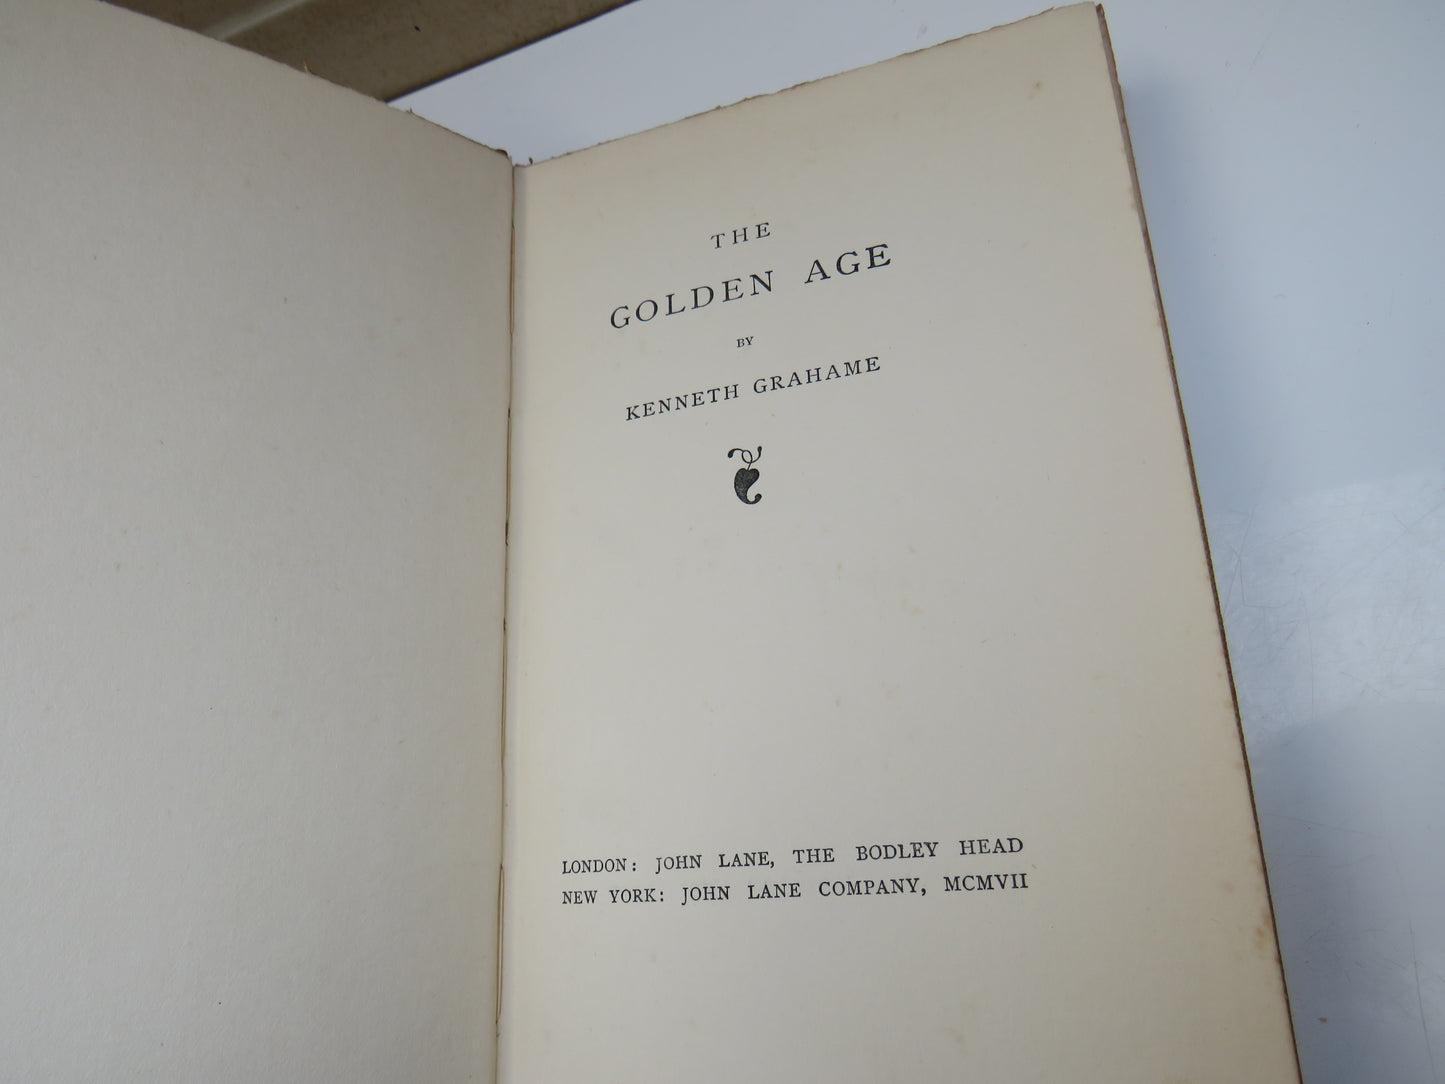 THE
GOLDEN AGE
BY
KENNETH GRAHAME
LONDON: JOHN LANE, THE BODLEY HEAD
NEW YORK: JOHN LANE COMPANY, MCMVII